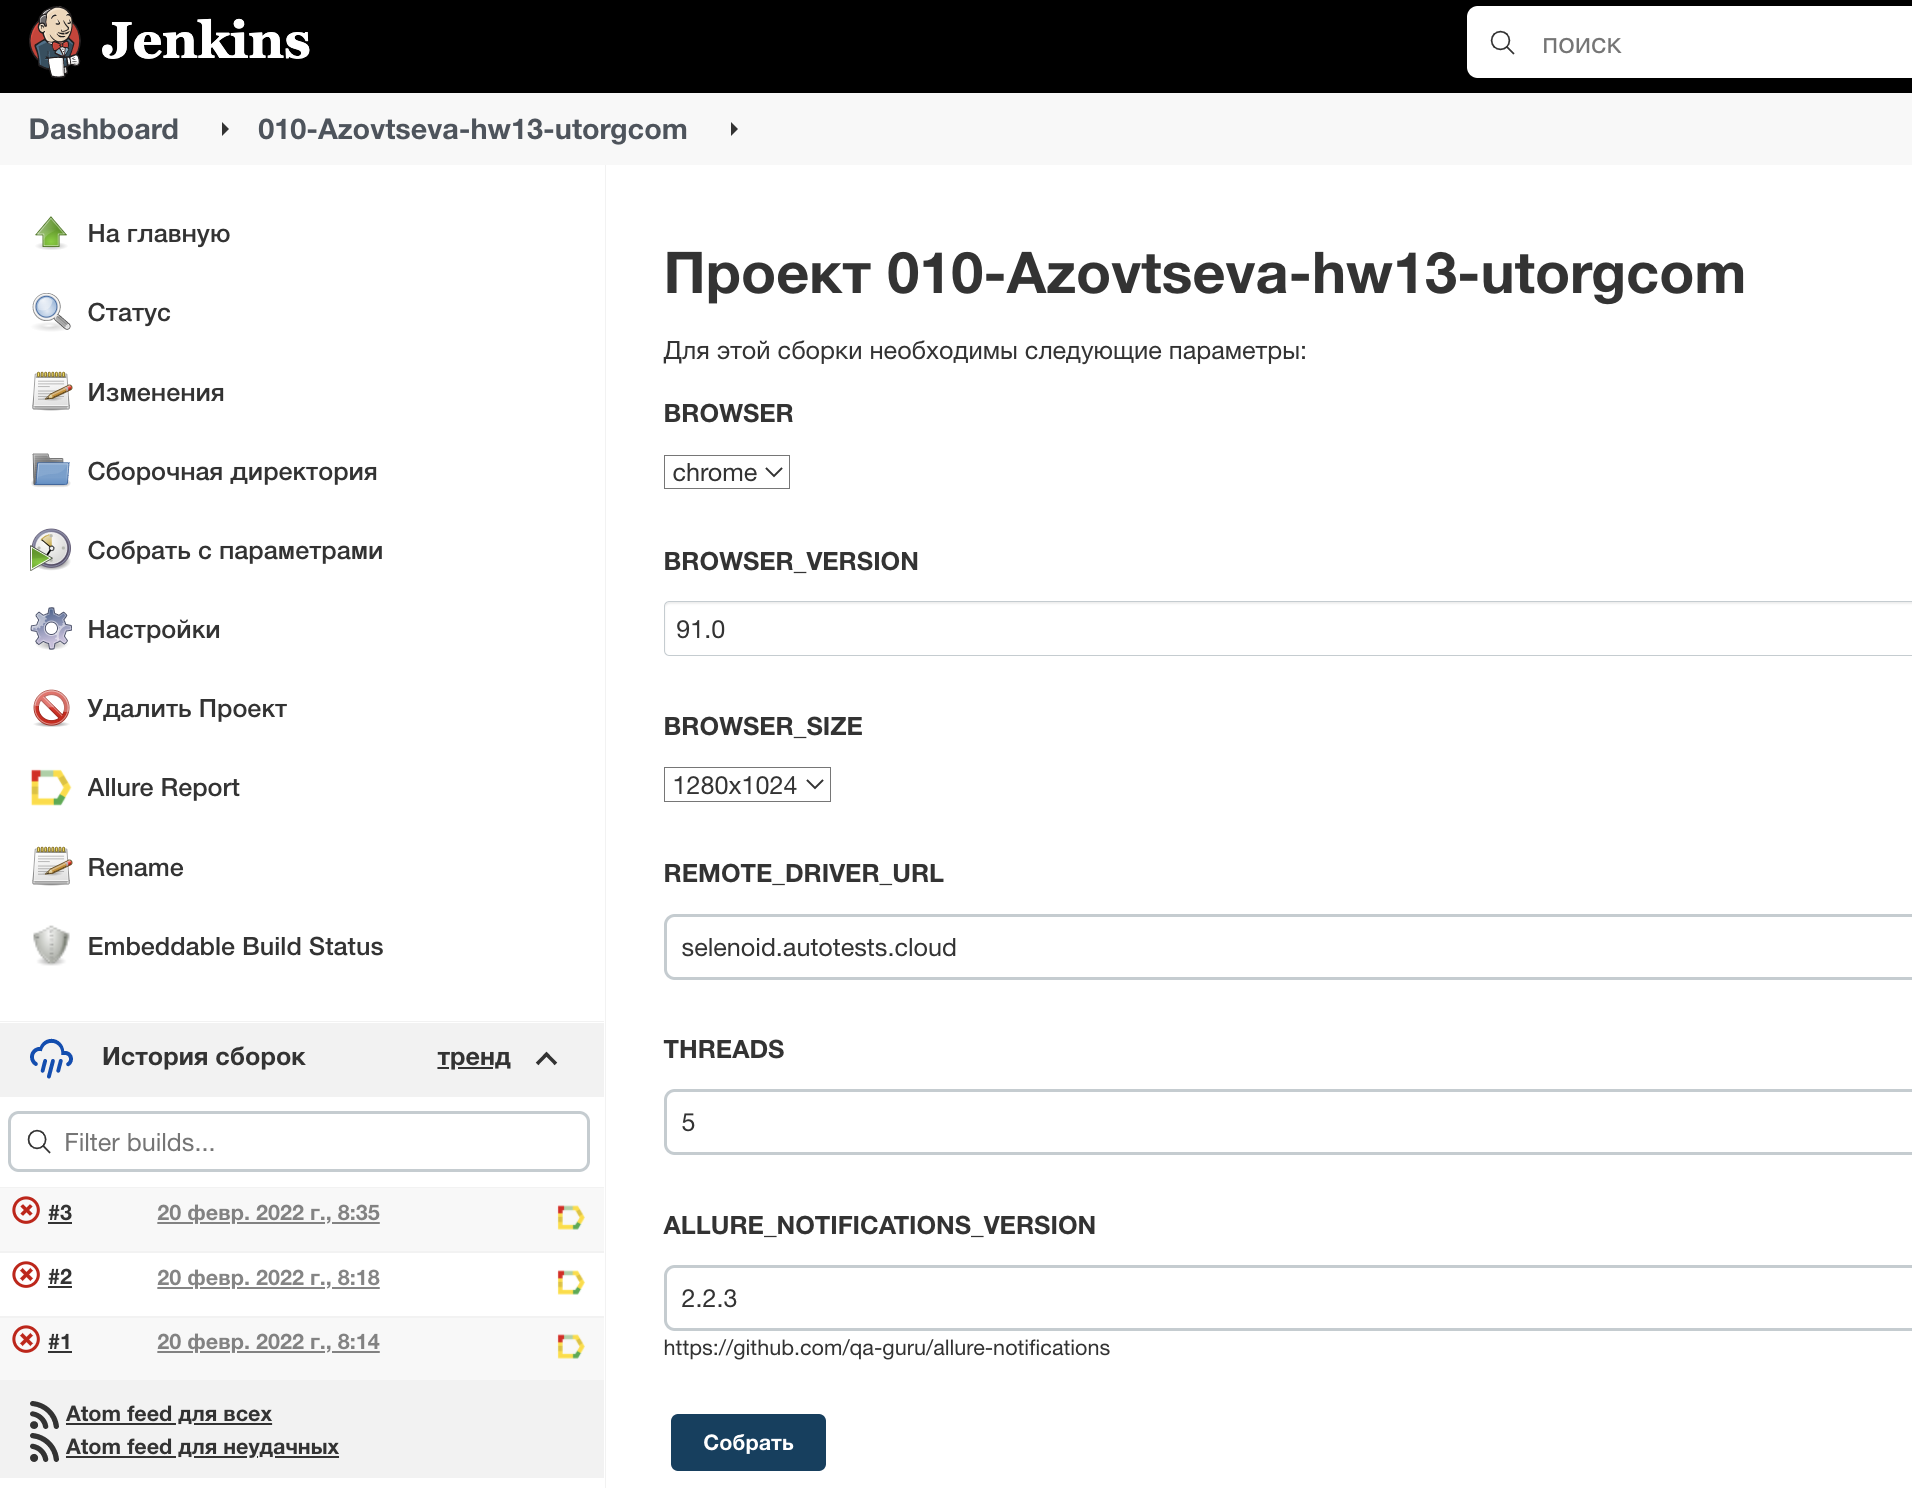 Jenkins
поиск
Dashboard
010-Azovtseva-hw13-utorgcom
На главную
Статус
Изменения
Сборочная директория
Собрать с параметрами
Настройки
Удалить Проект
Allure Report
Rename
Embeddable Build Status
История сборок
тренд
Filter builds...
#3 20 февр. 2022 г., 8:35
#2 20 февр. 2022 г., 8:18
#1 20 февр. 2022 г., 8:14
Atom feed для всех
Atom feed для неудачных
Проект 010-Azovtseva-hw13-utorgcom
Для этой сборки необходимы следующие параметры:
BROWSER
chrome
BROWSER_VERSION
91.0
BROWSER_SIZE
1280x1024
REMOTE_DRIVER_URL
selenoid.autotests.cloud
THREADS
5
ALLURE_NOTIFICATIONS_VERSION
2.2.3
https://github.com/qa-guru/allure-notifications
Собрать